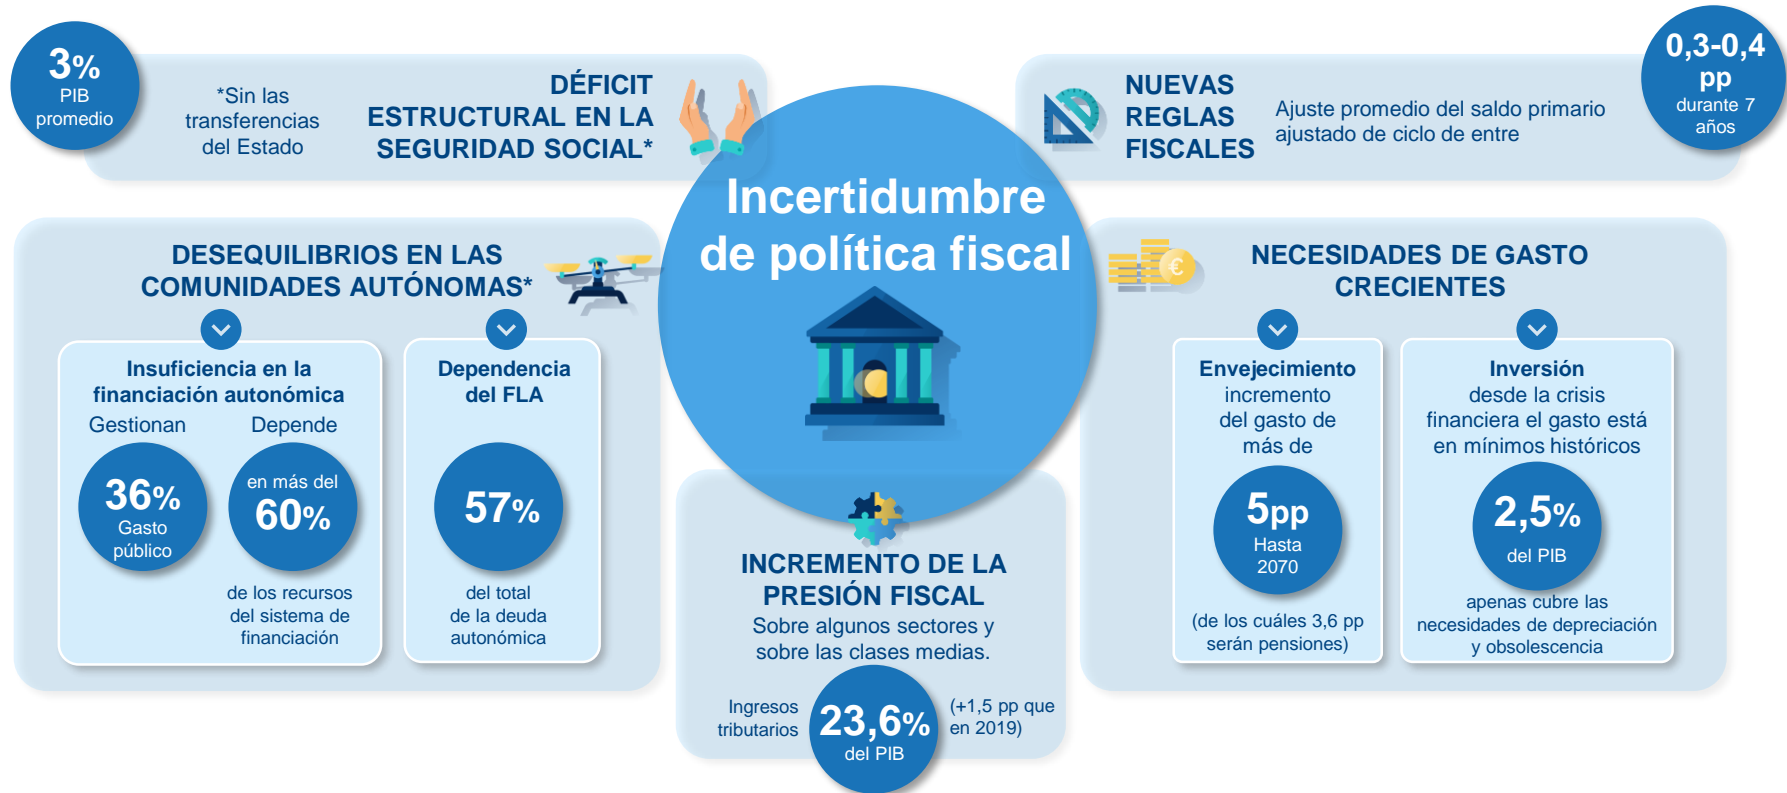 3%
PIB
promedio
*Sin las
transferencias
del Estado
DÉFICIT
ESTRUCTURAL EN LA
SEGURIDAD SOCIAL*
NUEVAS
REGLAS
FISCALES
Ajuste promedio del saldo primario
ajustado de ciclo de entre
0,3-0,4
pp
durante 7
años
Incertidumbre
de política fiscal
DESEQUILIBRIOS EN LAS
COMUNIDADES AUTÓNOMAS*
Insuficiencia en la
financiación autonómica
Gestionan
36%
Gasto
público
Depende
en más del
60%
de los recursos
del sistema de
financiación
Dependencia
del FLA
57%
del total
de la deuda
autonómica
INCREMENTO DE LA
PRESIÓN FISCAL
Sobre algunos sectores y
sobre las clases medias.
Ingresos
tributarios
23,6%
del PIB
(+1,5 pp que
en 2019)
€
NECESIDADES DE GASTO
CRECIENTES
Envejecimiento
incremento
del gasto de
más de
5pp
Hasta
2070
(de los cuáles 3,6 pp
serán pensiones)
Inversión
desde la crisis
financiera el gasto está
en mínimos históricos
2,5%
del PIB
apenas cubre las
necesidades de depreciación
y obsolescencia